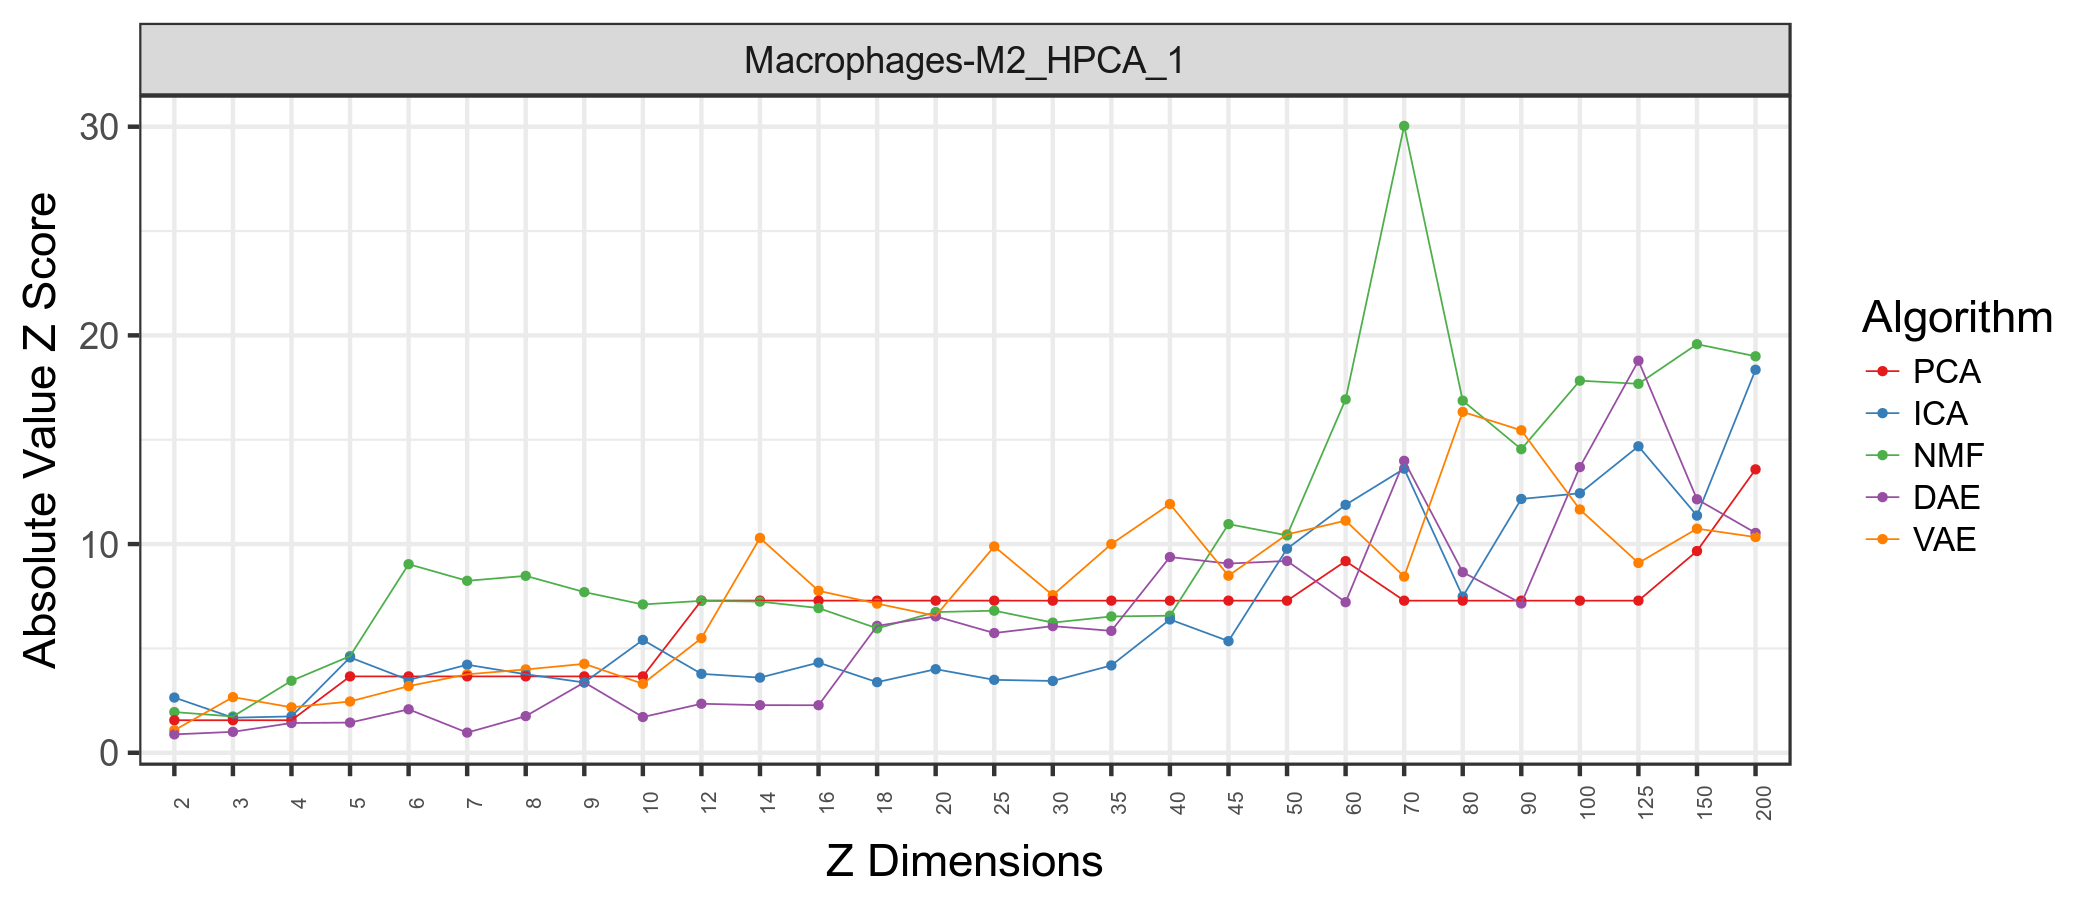 Macrophages-M2_HPCA_1
Absolute Value Z Score
30
20
10
0
2 3 4 5 6 7 8 9 10 12 14 16 18 20 25 30 35 40 45 50 60 70 80 90 100 125 150 200
Z Dimensions
Algorithm
PCA
ICA
NMF
DAE
VAE